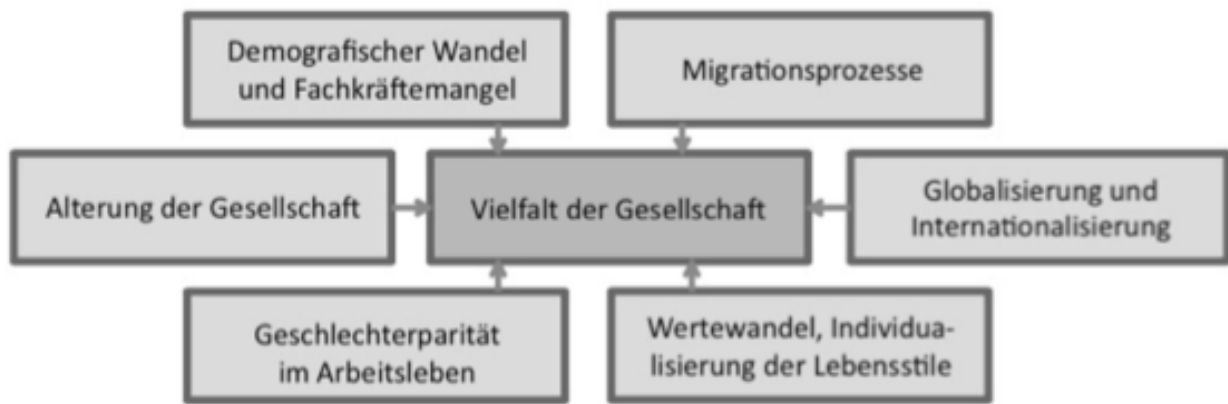 Demografischer Wandel
und Fachkräftemangel
Migrationsprozesse
Alterung der Gesellschaft
Vielfalt der Gesellschaft
Globalisierung und
Internationalisierung
Geschlechterparität
im Arbeitsleben
Wertewandel, Individua-
lisierung der Lebensstile